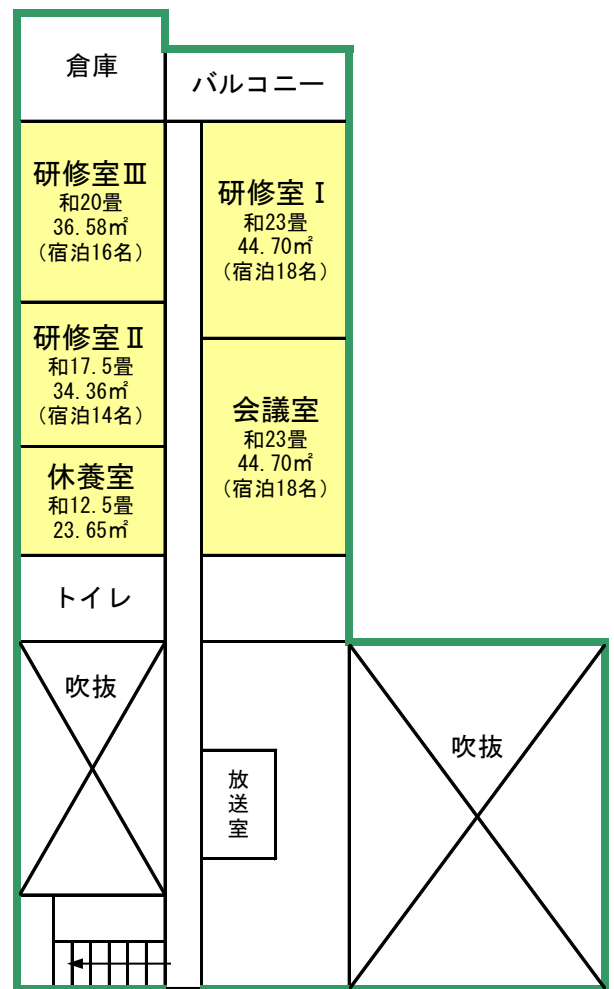 倉庫
バルコニー
研修室Ⅲ
和20畳
36.58㎡
(宿泊16名)
研修室Ⅰ
和23畳
44.70㎡
(宿泊18名)
研修室Ⅱ
和17.5畳
34.36㎡
(宿泊14名)
会議室
和23畳
44.70㎡
(宿泊18名)
休養室
和12.5畳
23.65㎡
トイレ
吹抜
吹抜
放送室